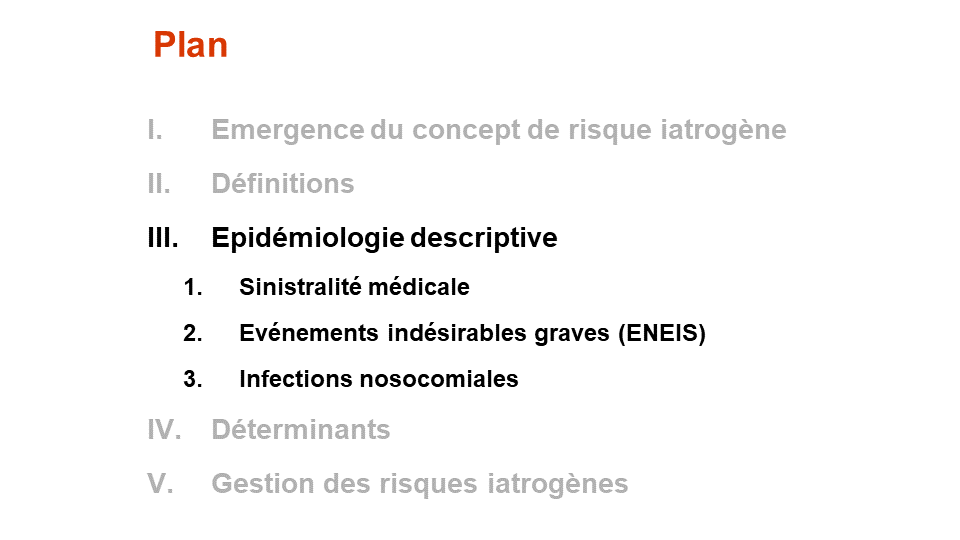 Plan
I. Emergence du concept de risque iatrogène
II. Définitions
III. Epidémiologie descriptive
1. Sinistralité médicale
2. Evénements indésirables graves (ENEIS)
3. Infections nosocomiales
IV. Déterminants
V. Gestion des risques iatrogènes